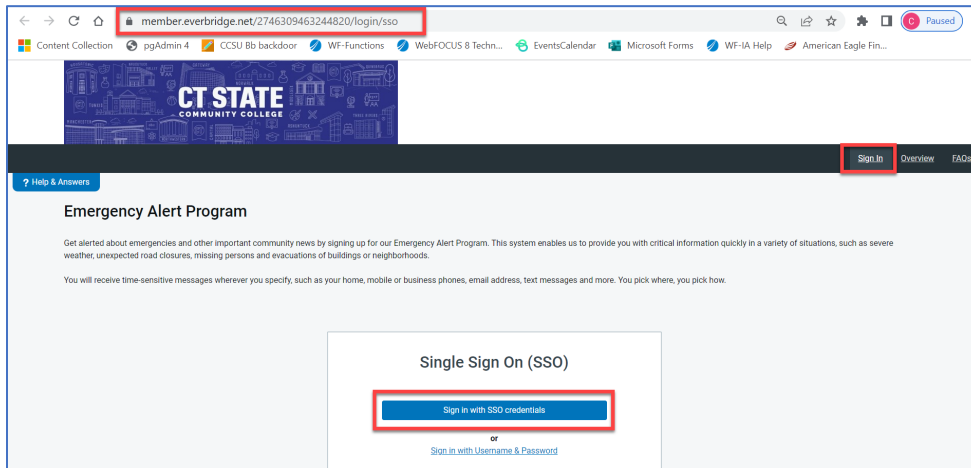 member.everbridge.net/2746309463244820/login/sso
C Paused
Content Collection pgAdmin 4 CCSU Bb backdoor WF-Functions WebFOCUS 8 Techn... EventsCalendar Microsoft Forms WF-IA Help American Eagle Fin...
CT STATE
COMMUNITY COLLEGE
Sign In Overview FAQs
? Help & Answers
Emergency Alert Program
Get alerted about emergencies and other important community news by signing up for our Emergency Alert Program. This system enables us to provide you with critical information quickly in a variety of situations, such as severe
weather, unexpected road closures, missing persons and evacuations of buildings or neighborhoods.
You will receive time-sensitive messages wherever you specify, such as your home, mobile or business phones, email address, text messages and more. You pick where, you pick how.
Single Sign On (SSO)
Sign in with SSO credentials
or
Sign in with Username & Password